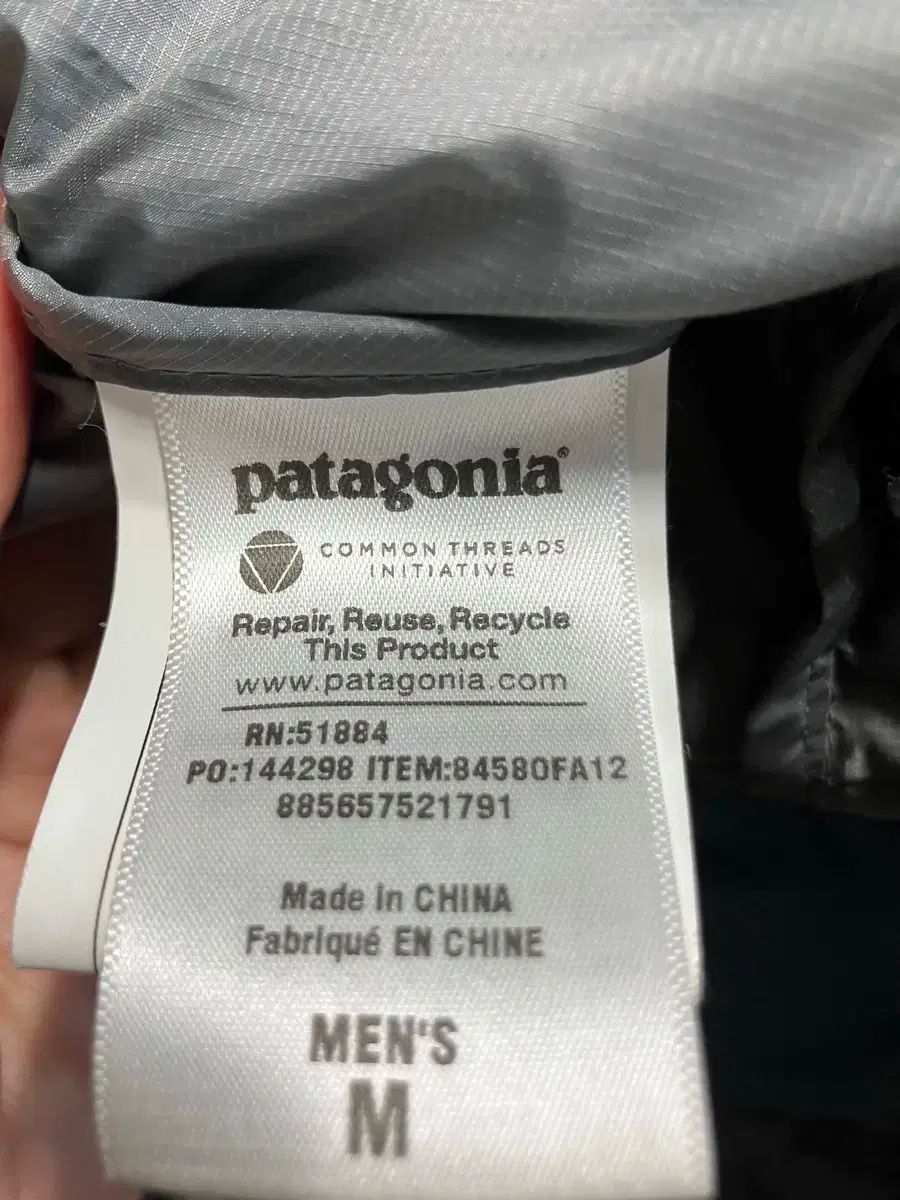 patagonia®
COMMON THREADS
INITIATIVE
Repair, Reuse, Recycle
This Product
www.patagonia.com
RN:51884
PO:144298 ITEM:84580FA12
885657521791
Made in CHINA
Fabriqué EN CHINE
MEN'S
M